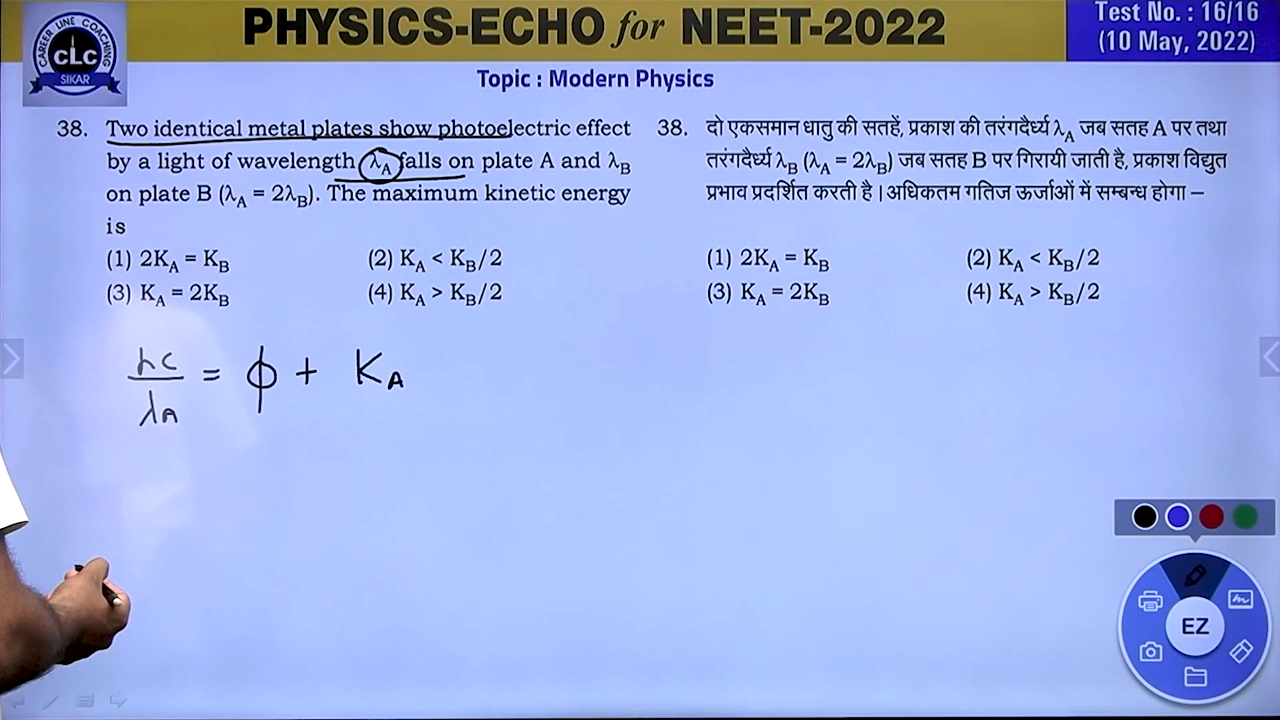 PHYSICS-ECHO for NEET-2022
Test No. : 16/16
(10 May, 2022)
CAREER LINE COACHING
CLC
SIKAR
Topic : Modern Physics
38. Two identical metal plates show photoelectric effect
by a light of wavelength λA falls on plate A and λB
on plate B (λA = 2λB). The maximum kinetic energy
is
(1) 2KA = KB (2) KA < KB/2
(3) KA = 2KB (4) KA > KB/2
38. दो एकसमान धातु की सतहें, प्रकाश की तरंगदैर्ध्य λA जब सतह A पर तथा
तरंगदैर्ध्य λB (λA = 2λB) जब सतह B पर गिरायी जाती है, प्रकाश विद्युत
प्रभाव प्रदर्शित करती है। अधिकतम गतिज ऊर्जाओं में सम्बन्ध होगा –
(1) 2KA = KB (2) KA < KB/2
(3) KA = 2KB (4) KA > KB/2
hc/λA = ϕ + KA
EZ